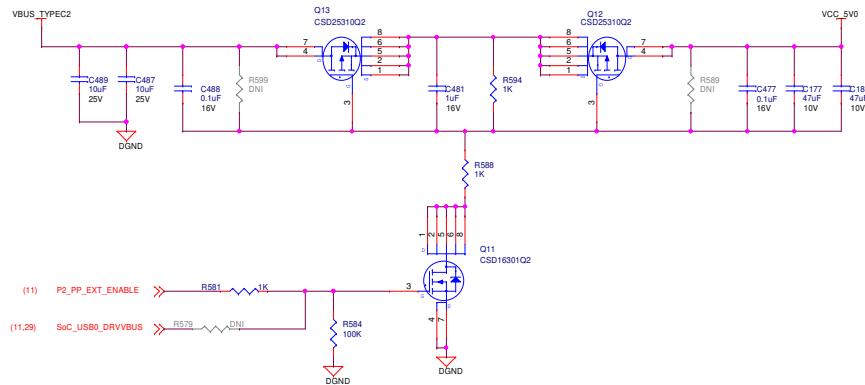 VBUS_TYPEC2
Q13
CSD25310Q2
Q12
CSD25310Q2
VCC_5V0
7
4
8
6
5
2
1
3
D
G
S
8
6
5
2
1
7
4
3
D
G
S
C489
10uF
25V
C487
10uF
25V
C488
0.1uF
16V
R599
DNI
C481
1uF
16V
R594
1K
R589
DNI
C477
0.1uF
16V
C177
47uF
10V
C18
47uF
10V
DGND
R588
1K
1
2
5
6
8
D
Q11
CSD16301Q2
(11)
P2_PP_EXT_ENABLE
R581
1K
3
G
S
(11,29)
SoC_USB0_DRVVBUS
R579
DNI
R584
100K
4
7
DGND
DGND